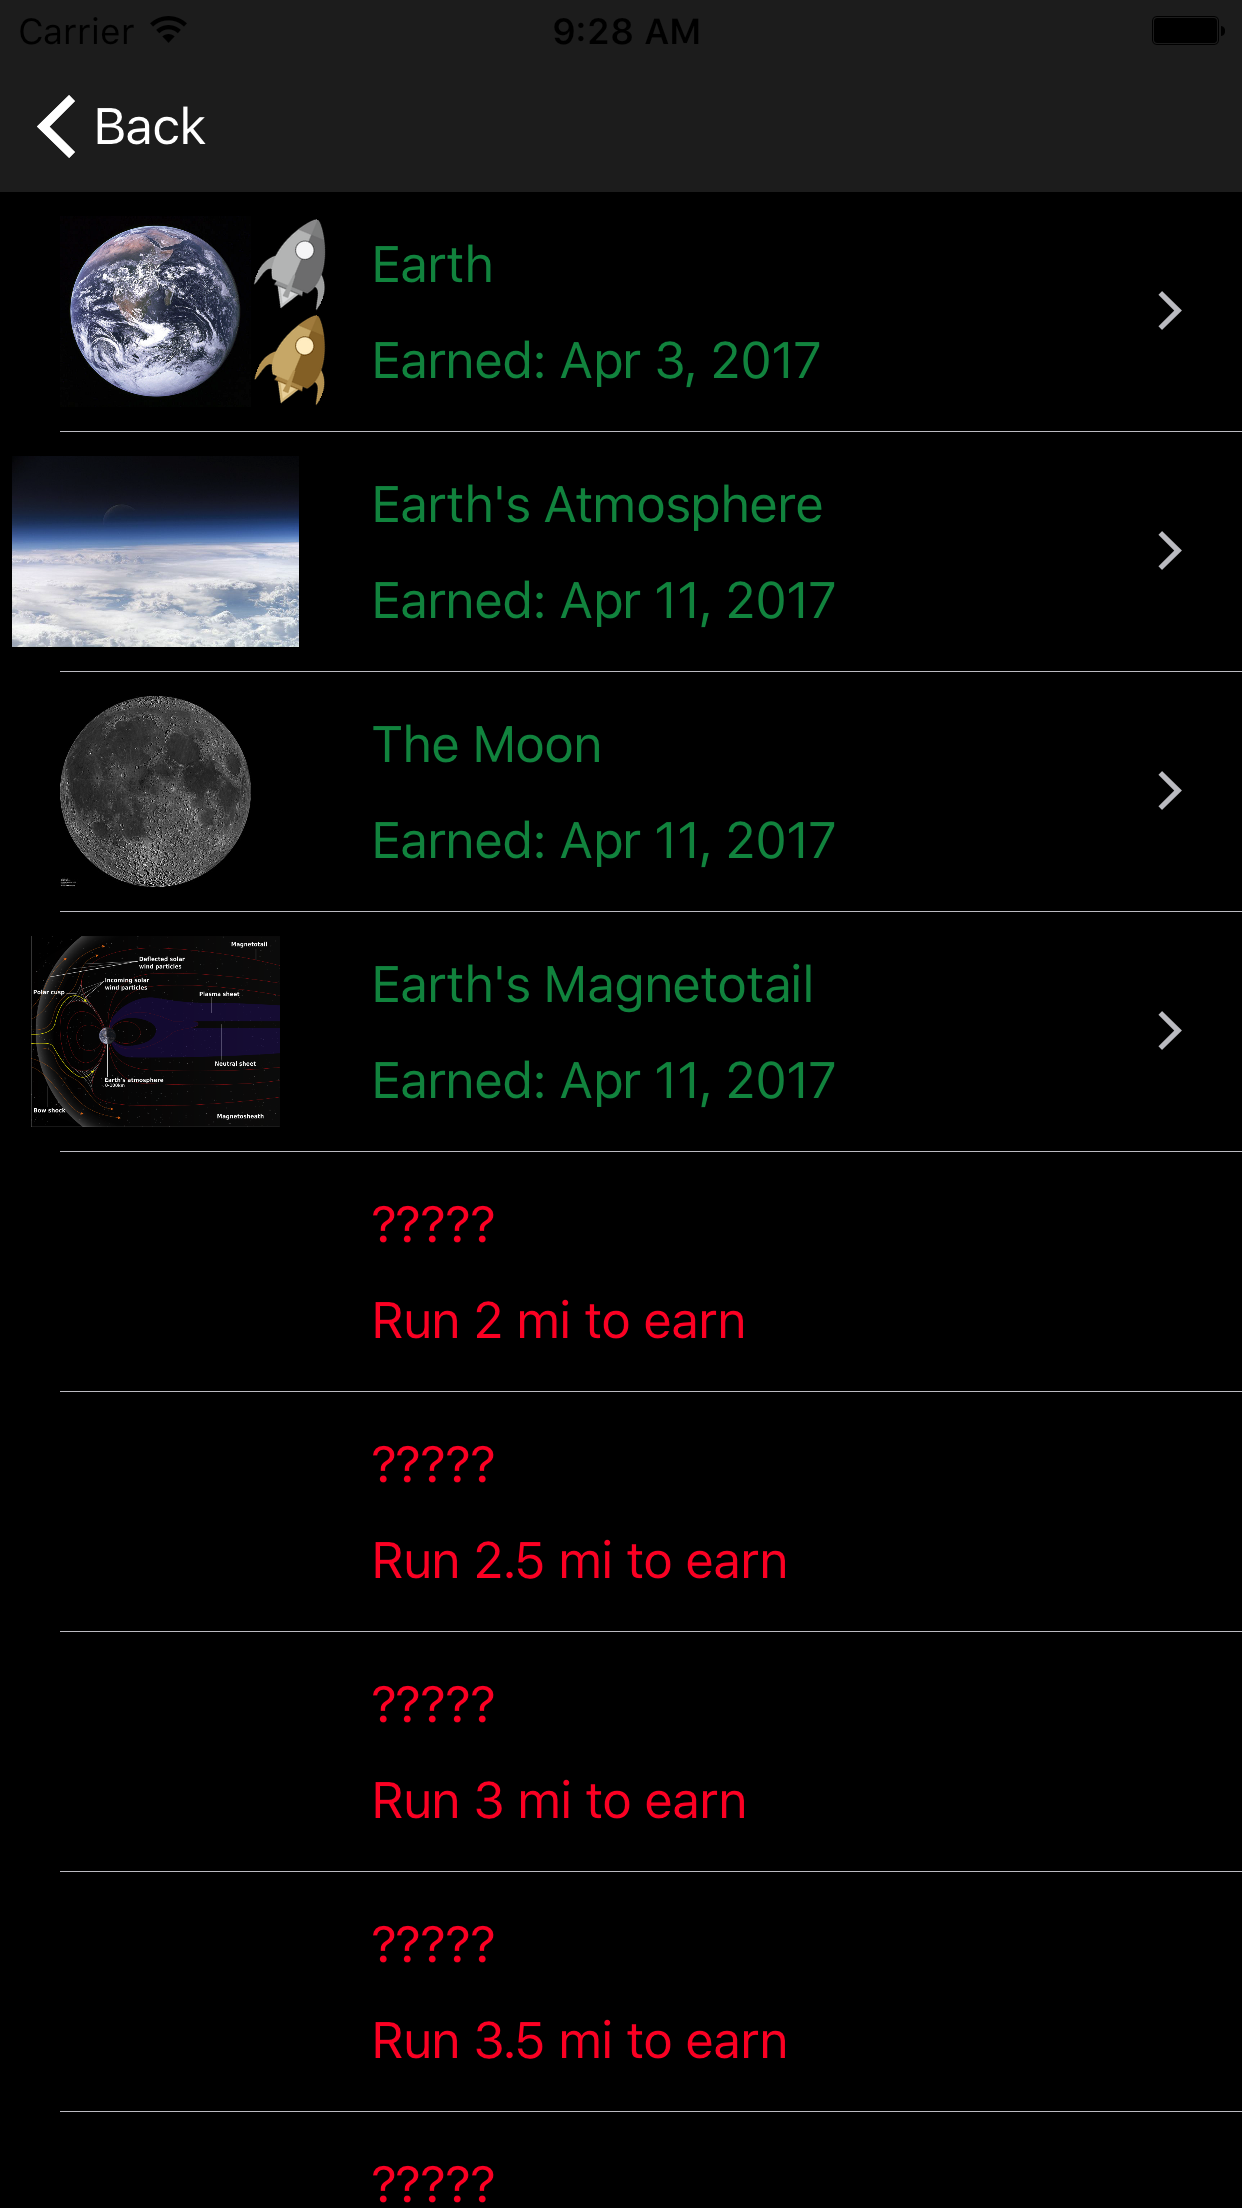 Carrier
9:28 AM
Back
Earth
Earned: Apr 3, 2017
Earth's Atmosphere
Earned: Apr 11, 2017
The Moon
Earned: Apr 11, 2017
Magnetotail
Deflected solar
wind particles
Incoming solar
wind particles
Polar cusp
Plasma sheet
Neutral sheet
Earth's atmosphere
0-100km
Bow shock
Magnetosheath
Earth's Magnetotail
Earned: Apr 11, 2017
?????
Run 2 mi to earn
?????
Run 2.5 mi to earn
?????
Run 3 mi to earn
?????
Run 3.5 mi to earn
?????